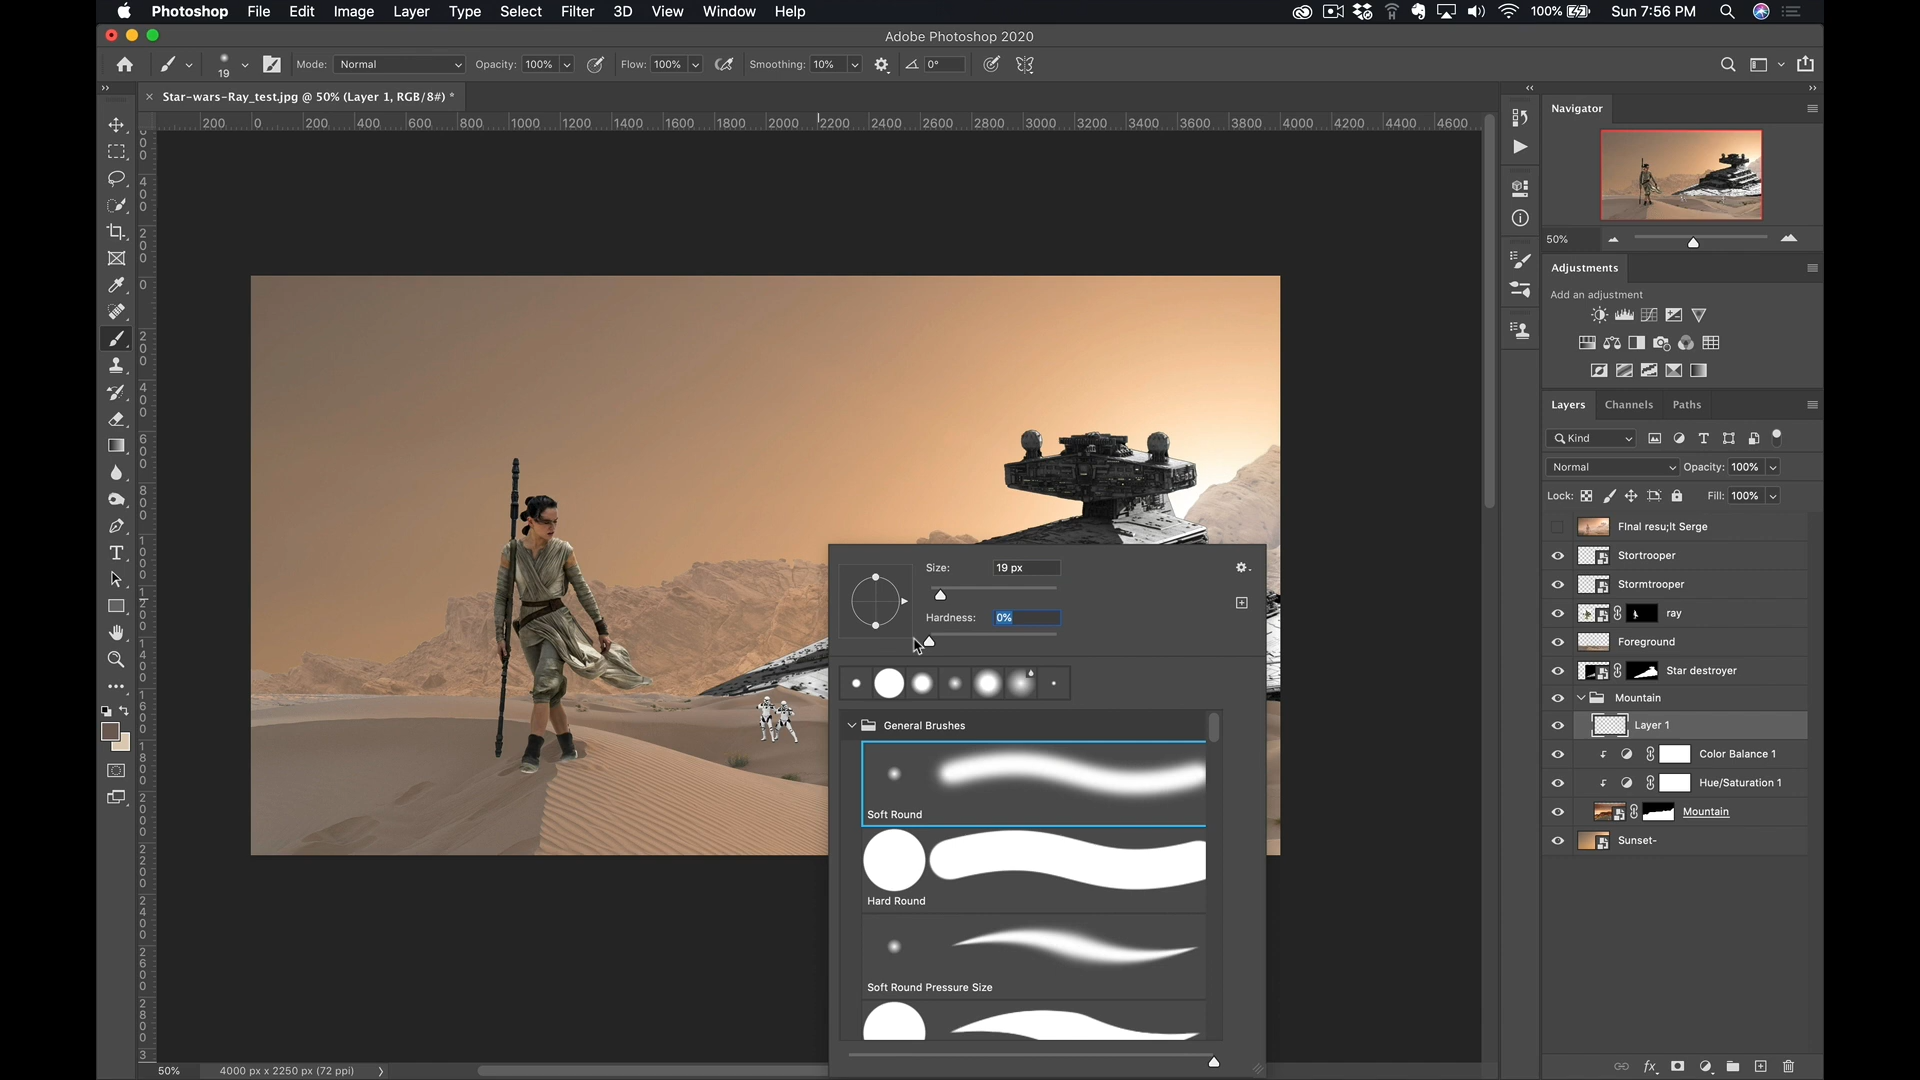 Photoshop File Edit Image Layer Type Select Filter 3D View Window Help 100% Sun 7:56 PM
Adobe Photoshop 2020
19 Mode: Normal Opacity: 100% Flow: 100% Smoothing: 10% 0°
Star-wars-Ray_test.jpg @ 50% (Layer 1, RGB/8#) *
200 0 200 400 600 800 1000 1200 1400 1600 1800 2000 2200 2400 2600 2800 3000 3200 3400 3600 3800 4000 4200 4400 4600
Navigator
50%
Adjustments
Add an adjustment
Layers Channels Paths
Kind
Normal Opacity: 100%
Lock: Fill: 100%
FInal resu;lt Serge
Stortrooper
Stormtrooper
ray
Foreground
Star destroyer
Mountain
Layer 1
Color Balance 1
Hue/Saturation 1
Mountain
Sunset-
Size: 19 px
Hardness: 0%
General Brushes
Soft Round
Hard Round
Soft Round Pressure Size
50% 4000 px x 2250 px (72 ppi)